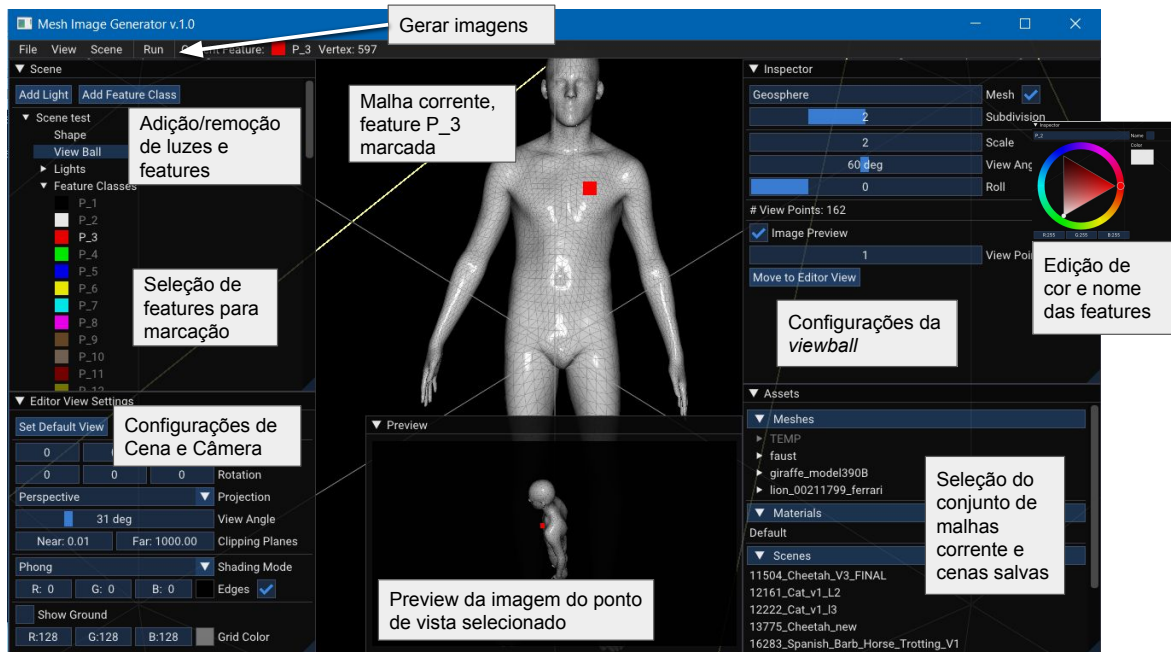 Mesh Image Generator v.1.0
Gerar imagens
File View Scene Run Feature: P_3 Vertex: 597
Scene
Add Light Add Feature Class
Scene test
Shape
View Ball
Lights
Feature Classes
P_1
P_2
P_3
P_4
P_5
P_6
P_7
P_8
P_9
P_10
P_11
P_12
Adição/remoção
de luzes e
features
Seleção de
features para
marcação
Malha corrente,
feature P_3
marcada
Inspector
Geosphere Mesh
2 Subdivision
2 Scale
60 deg View Ang
0 Roll
# View Points: 162
Image Preview
1 View Poin
Move to Editor View
Configurações da
viewball
Inspector
P_2 Name
Color
R:255 G:255 B:255
Edição de
cor e nome
das features
Editor View Settings
Set Default View
Configurações de
Cena e Câmera
0
0 0 0 Rotation
Perspective Projection
31 deg View Angle
Near: 0.01 Far: 1000.00 Clipping Planes
Phong Shading Mode
R: 0 G: 0 B: 0 Edges
Show Ground
R:128 G:128 B:128 Grid Color
Preview
Preview da imagem do ponto
de vista selecionado
Assets
Meshes
TEMP
faust
giraffe_model390B
lion_00211799_ferrari
Materials
Default
Scenes
11504_Cheetah_V3_FINAL
12161_Cat_v1_L2
12222_Cat_v1_l3
13775_Cheetah_new
16283_Spanish_Barb_Horse_Trotting_V1
Seleção do
conjunto de
malhas
corrente e
cenas salvas